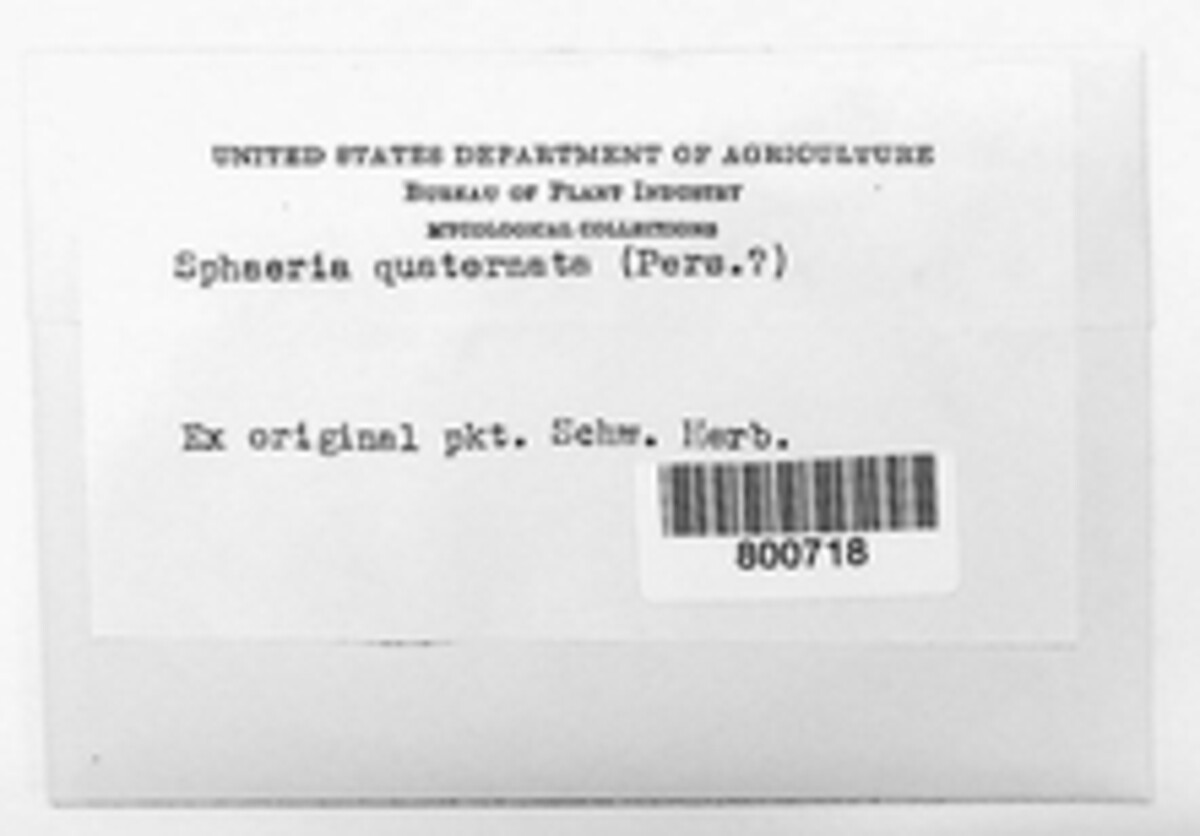 UNITED STATES DEPARTMENT OF AGRICULTURE
BUREAU OF PLANT INDUSTRY
MYCOLOGICAL COLLECTIONS
Sphaeria quaternata (Pers.?)
Ex original pkt. Schw. Herb.
800718